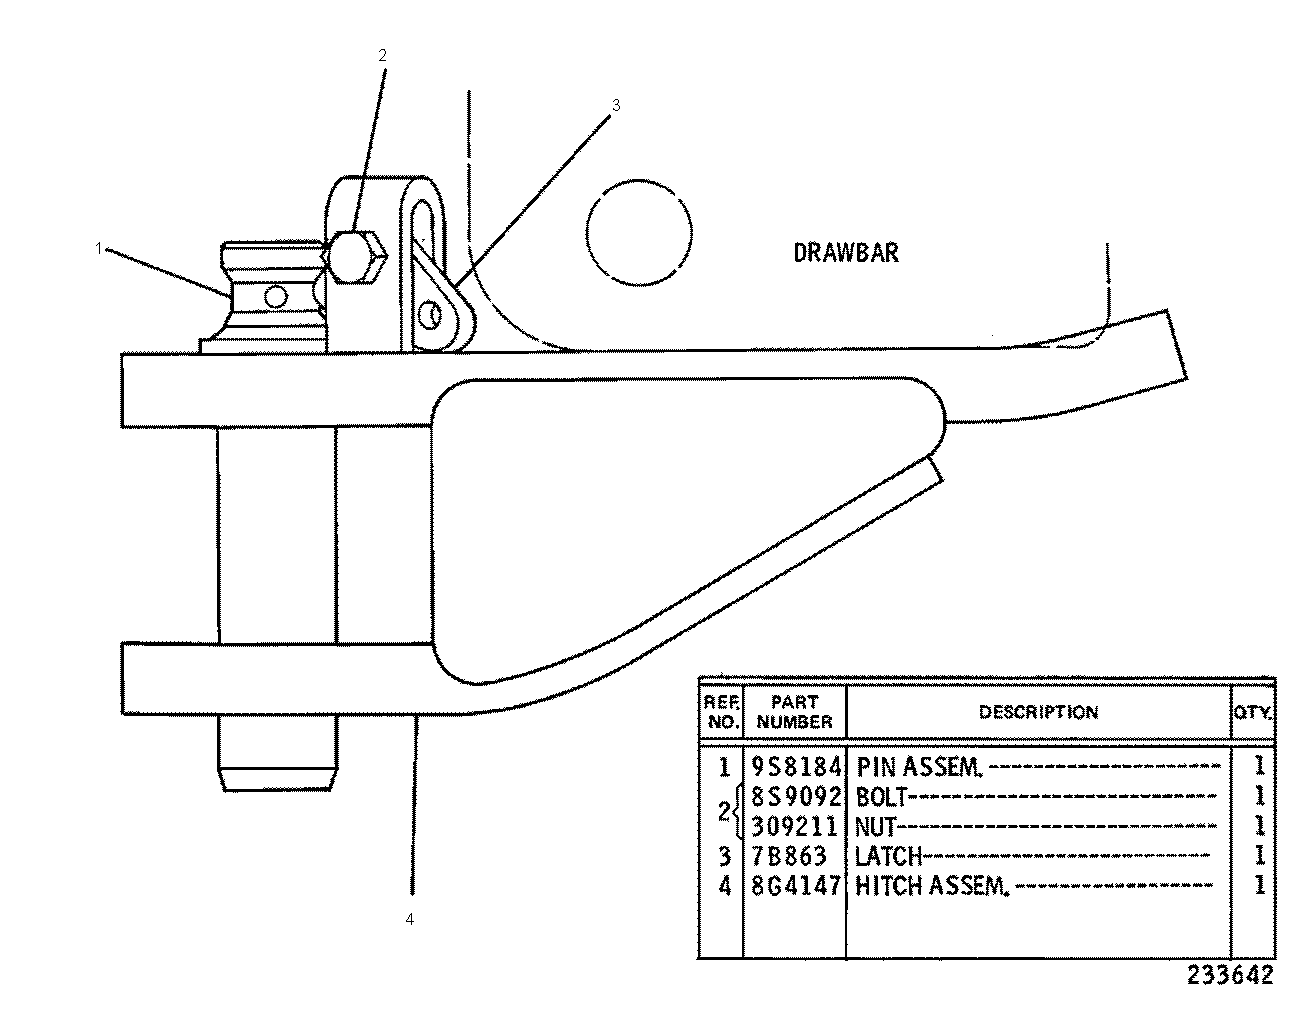 2
3
1
DRAWBAR
4
REF. NO. PART NUMBER DESCRIPTION QTY.
1 9S8184 PIN ASSEM. 1
2 { 8S9092 BOLT 1
309211 NUT 1
3 7B863 LATCH 1
4 8G4147 HITCH ASSEM. 1
233642